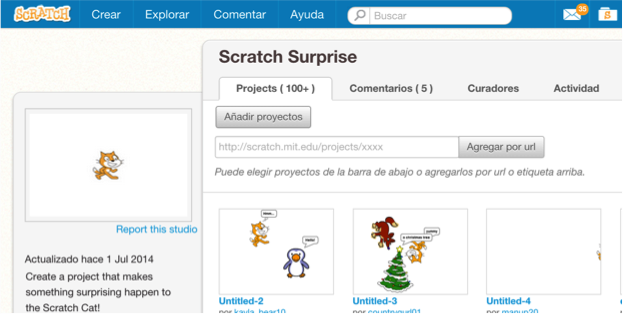 SCRATCH Crear Explorar Comentar Ayuda Buscar 35 S
Scratch Surprise
Projects ( 100+ ) Comentarios ( 5 ) Curadores Actividad
Añadir proyectos
http://scratch.mit.edu/projects/xxxx Agregar por url
Puede elegir proyectos de la barra de abajo o agregarlos por url o etiqueta arriba.
Report this studio
Actualizado hace 1 Jul 2014
Create a project that makes
something surprising happen to
the Scratch Cat!
Hello!
Untitled-2 Untitled-3 Untitled-4
por kayla_bear10 por countrygurl01 por magun20